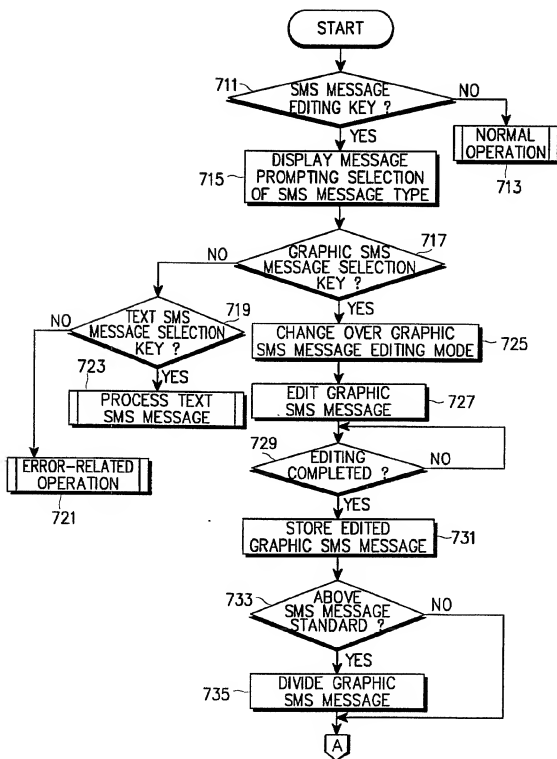 START
711
SMS MESSAGE
EDITING KEY ?
NO
YES
NORMAL
OPERATION
713
715
DISPLAY MESSAGE
PROMPTING SELECTION
OF SMS MESSAGE TYPE
717
GRAPHIC SMS
MESSAGE SELECTION
KEY ?
NO
YES
719
TEXT SMS
MESSAGE SELECTION
KEY ?
NO
YES
723
PROCESS TEXT
SMS MESSAGE
ERROR-RELATED
OPERATION
721
CHANGE OVER GRAPHIC
SMS MESSAGE EDITING MODE
725
EDIT GRAPHIC
SMS MESSAGE
727
729
EDITING
COMPLETED ?
NO
YES
STORE EDITED
GRAPHIC SMS MESSAGE
731
733
ABOVE
SMS MESSAGE
STANDARD ?
NO
YES
735
DIVIDE GRAPHIC
SMS MESSAGE
A